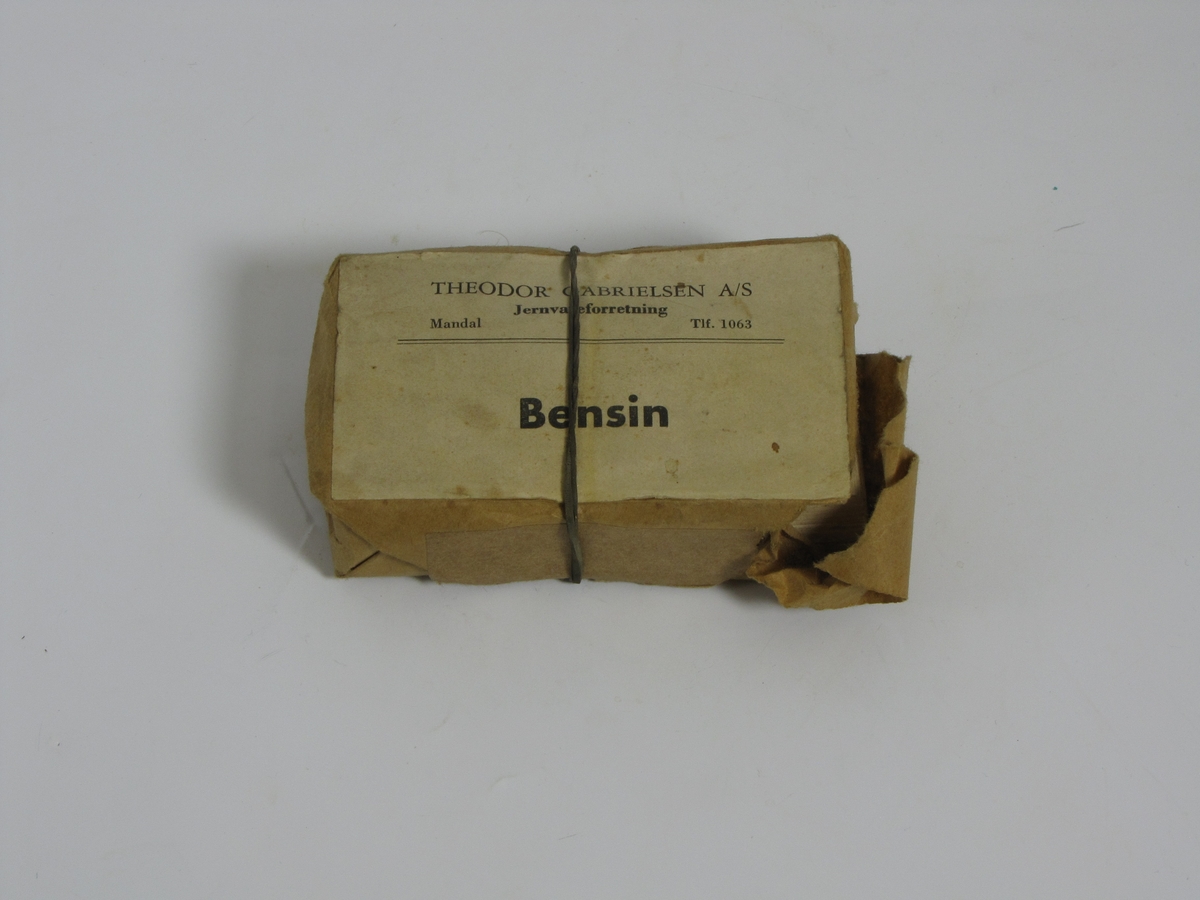 THEODOR GABRIELSEN A/S
Jernvareforretning
Mandal Tlf. 1063
Bensin